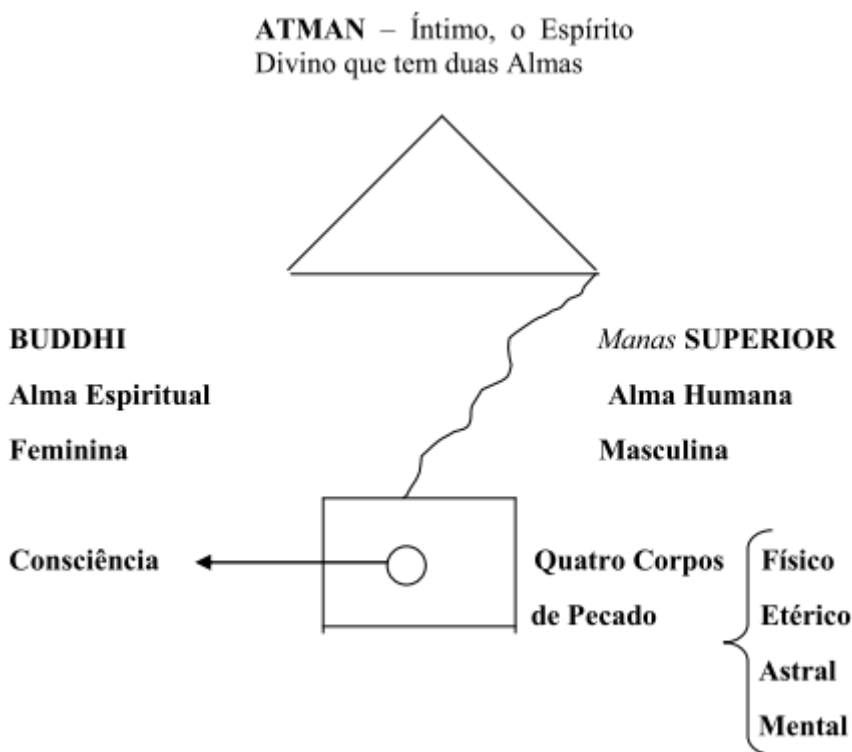 ATMAN – Íntimo, o Espírito
Divino que tem duas Almas
BUDDHI
Alma Espiritual
Feminina
Manas SUPERIOR
Alma Humana
Masculina
Consciência
Quatro Corpos
de Pecado
Físico
Etérico
Astral
Mental